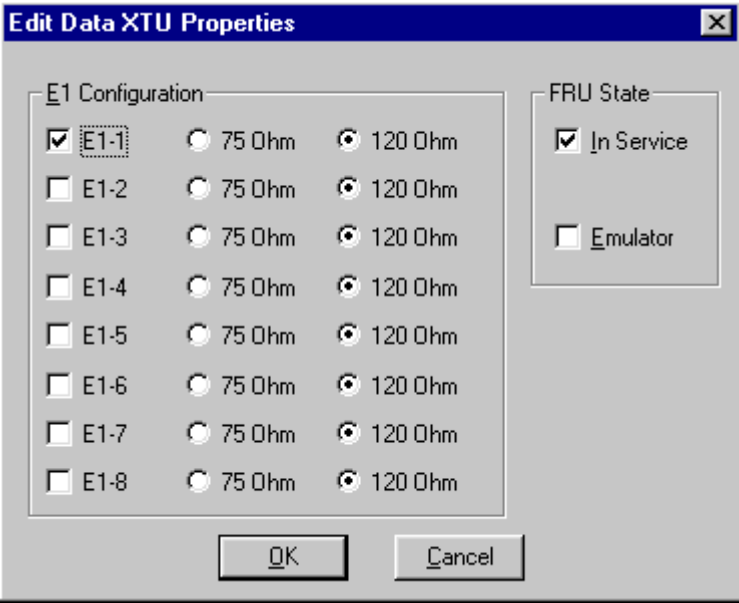 Edit Data XTU Properties
E1 Configuration
FRU State
E1-1 75 Ohm 120 Ohm
In Service
E1-2 75 Ohm 120 Ohm
E1-3 75 Ohm 120 Ohm
Emulator
E1-4 75 Ohm 120 Ohm
E1-5 75 Ohm 120 Ohm
E1-6 75 Ohm 120 Ohm
E1-7 75 Ohm 120 Ohm
E1-8 75 Ohm 120 Ohm
OK
Cancel